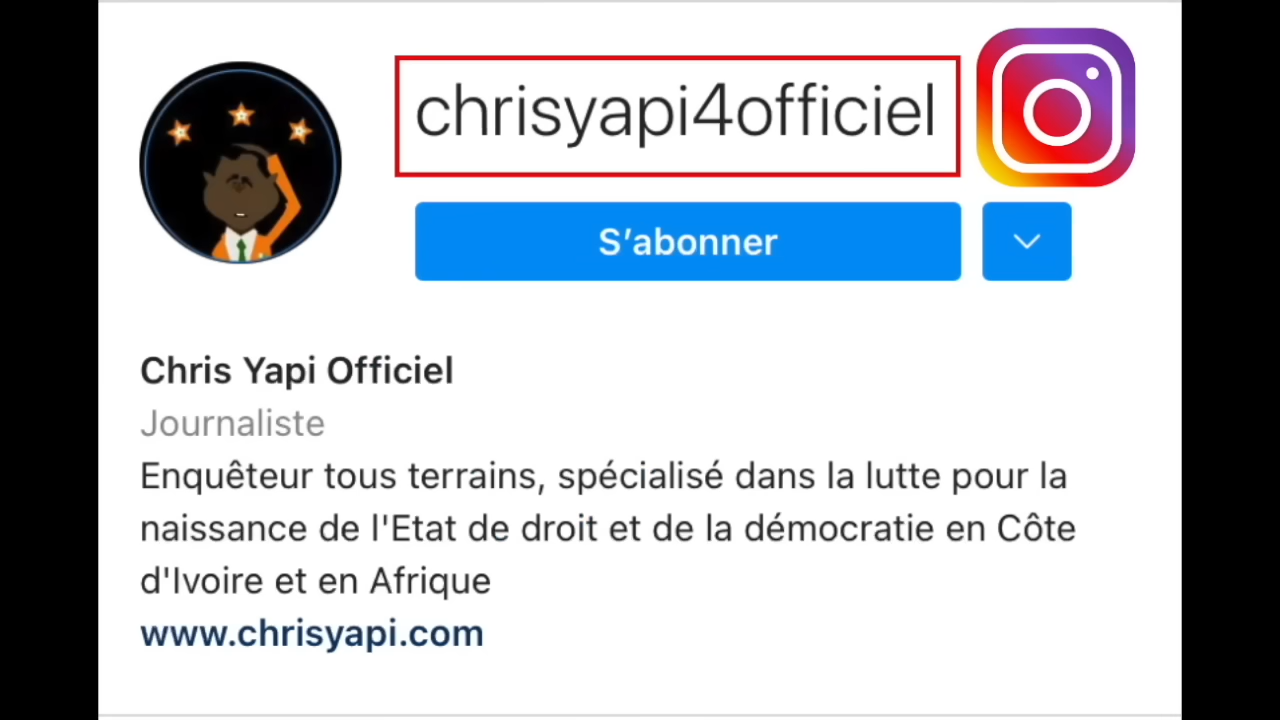 chrisyapi4officiel
S’abonner
Chris Yapi Officiel
Journaliste
Enquêteur tous terrains, spécialisé dans la lutte pour la
naissance de l'Etat de droit et de la démocratie en Côte
d'Ivoire et en Afrique
www.chrisyapi.com